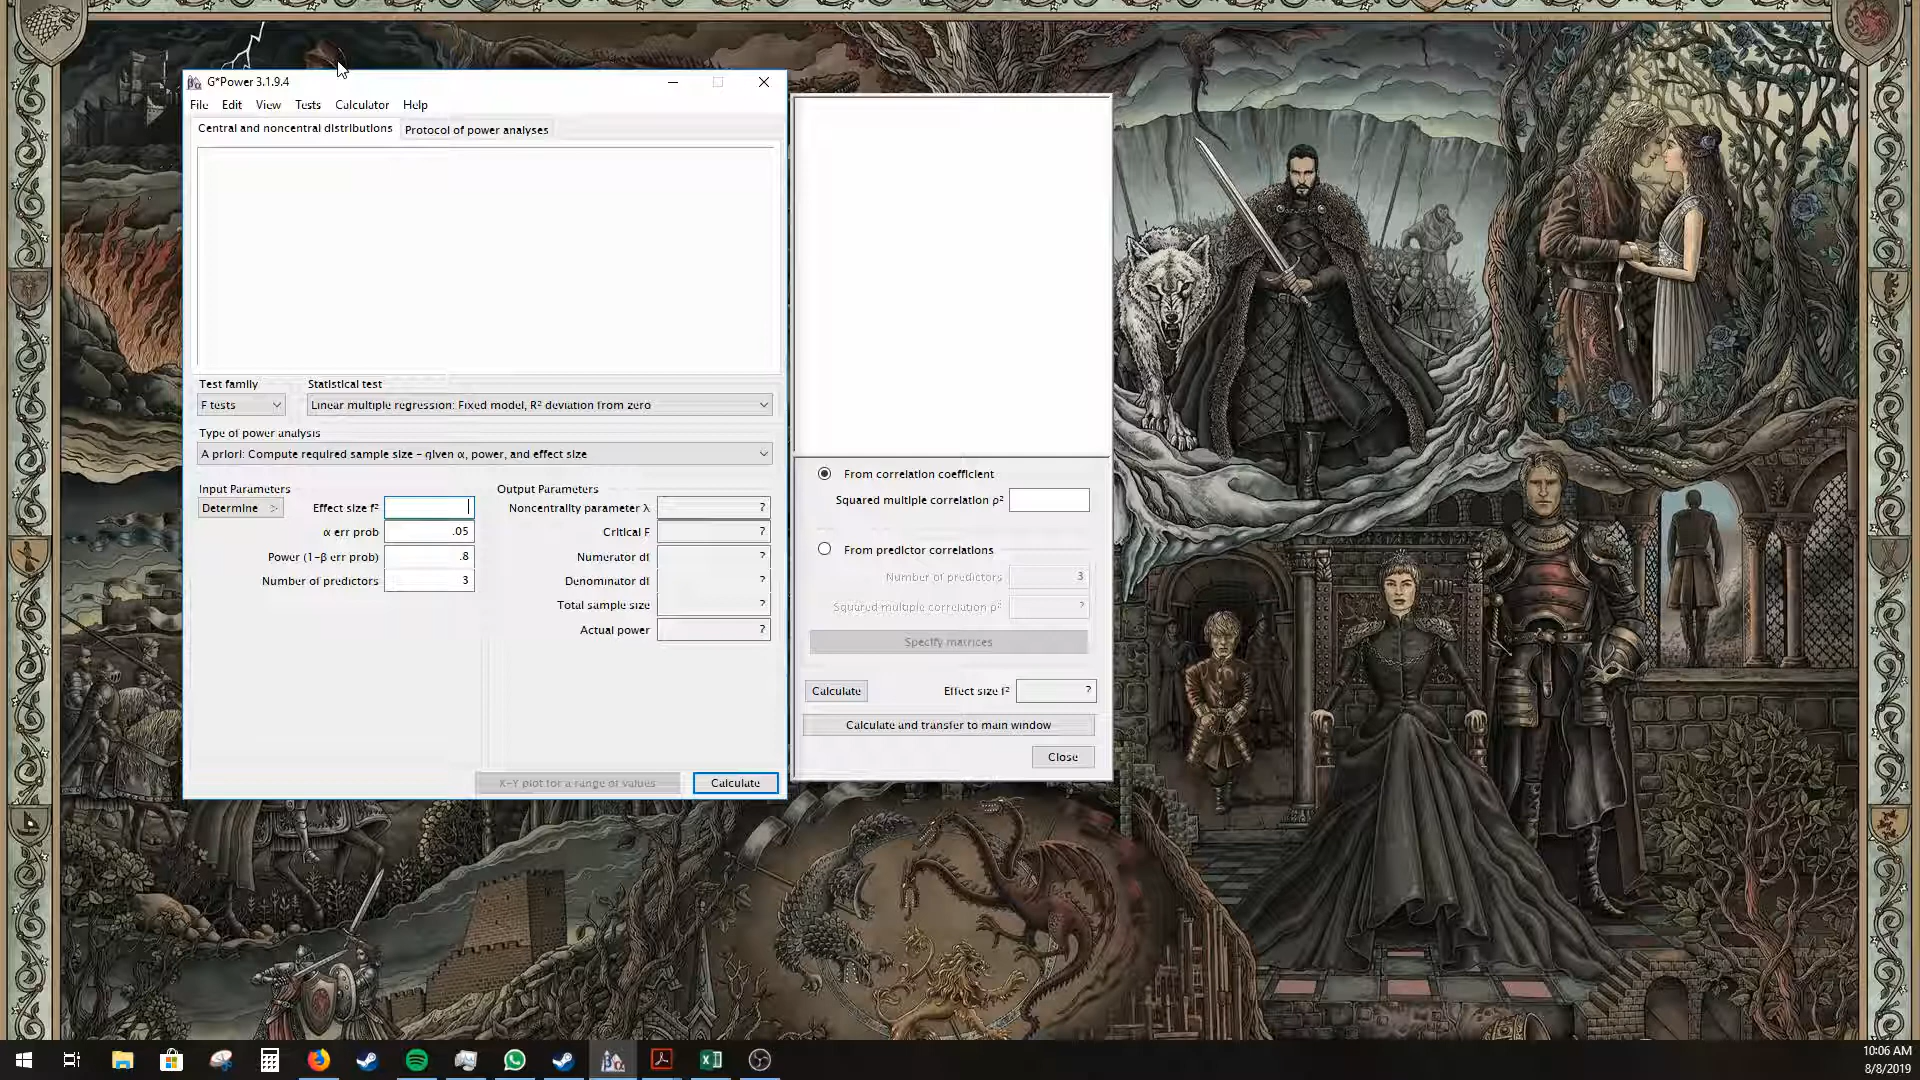 G*Power 3.1.9.4
File Edit View Tests Calculator Help
Central and noncentral distributions Protocol of power analyses
Test family Statistical test
F tests Linear multiple regression: Fixed model, R² deviation from zero
Type of power analysis
A priori: Compute required sample size - given α, power, and effect size
Input Parameters Output Parameters
Determine => Effect size f² Noncentrality parameter λ ?
α err prob .05 Critical F ?
Power (1-β err prob) .8 Numerator df ?
Number of predictors 3 Denominator df ?
Total sample size ?
Actual power ?
X-Y plot for a range of values Calculate
From correlation coefficient
Squared multiple correlation ρ²
From predictor correlations
Number of predictors 3
Squared multiple correlation ρ² ?
Specify matrices
Calculate Effect size f² ?
Calculate and transfer to main window
Close
10:06 AM
8/8/2019